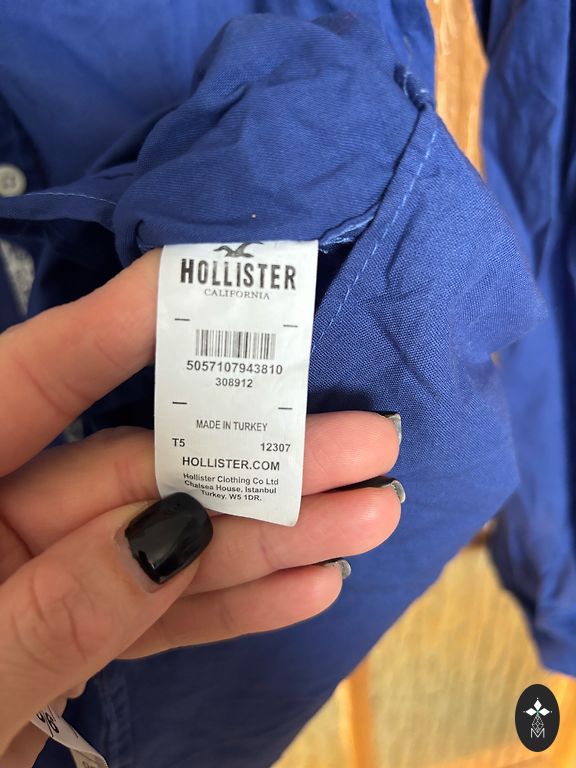 HOLLISTER
CALIFORNIA
5057107943810
308912
MADE IN TURKEY
T5 12307
HOLLISTER.COM
Hollister Clothing Co Ltd
Chalsea House, Istanbul
Turkey, W5 1DR.